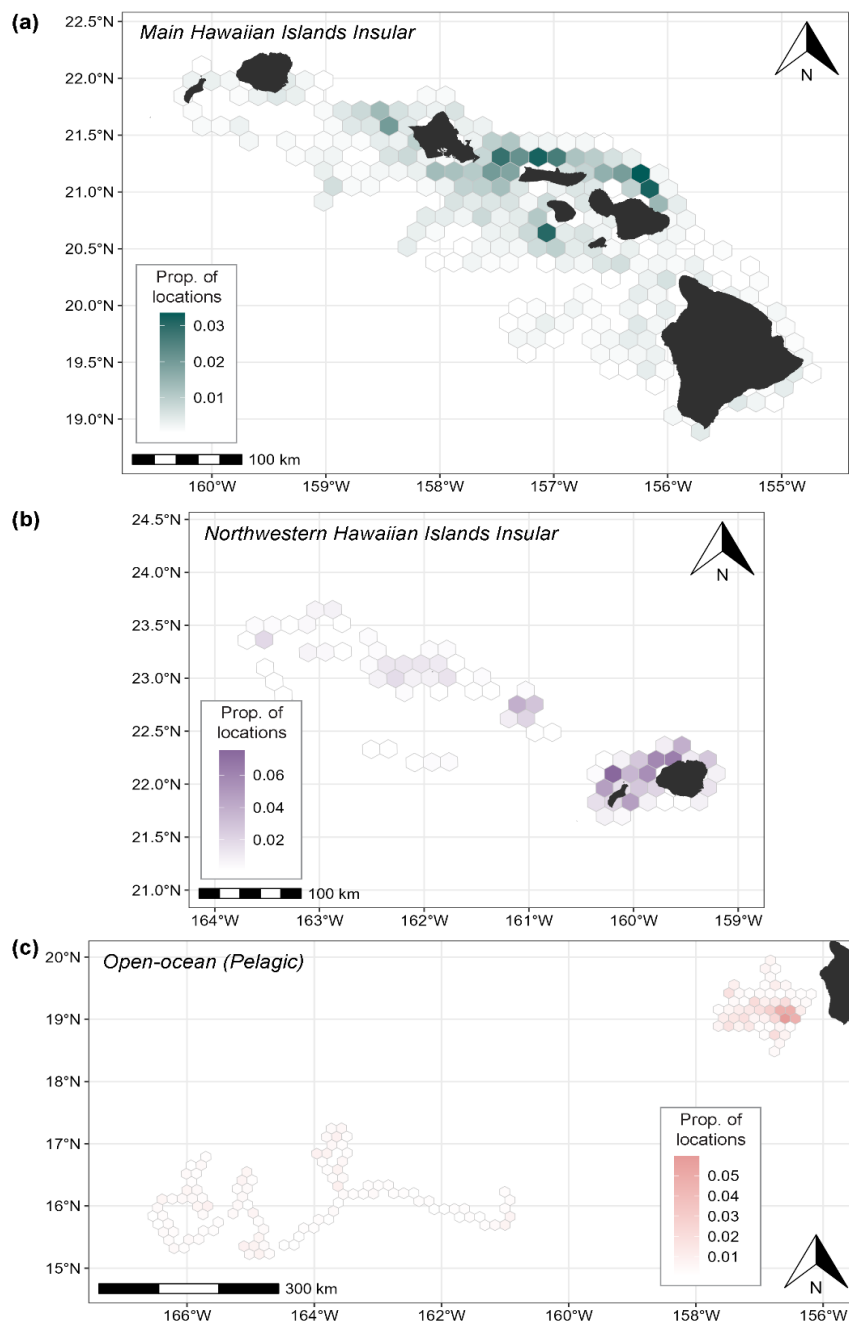 (a)
Main Hawaiian Islands Insular
N
22.0°N
21.5°N
21.0°N
20.5°N
20.0°N
19.5°N
19.0°N
Prop. of
locations
0.03
0.02
0.01
100 km
160°W
159°W
158°W
157°W
156°W
155°W
(b)
Northwestern Hawaiian Islands Insular
N
24.5°N
24.0°N
23.5°N
23.0°N
22.5°N
22.0°N
21.5°N
21.0°N
Prop. of
locations
0.06
0.04
0.02
100 km
164°W
163°W
162°W
161°W
160°W
159°W
(c)
Open-ocean (Pelagic)
20°N
19°N
18°N
17°N
16°N
15°N
Prop. of
locations
0.05
0.04
0.03
0.02
0.01
N
300 km
166°W
164°W
162°W
160°W
158°W
156°W